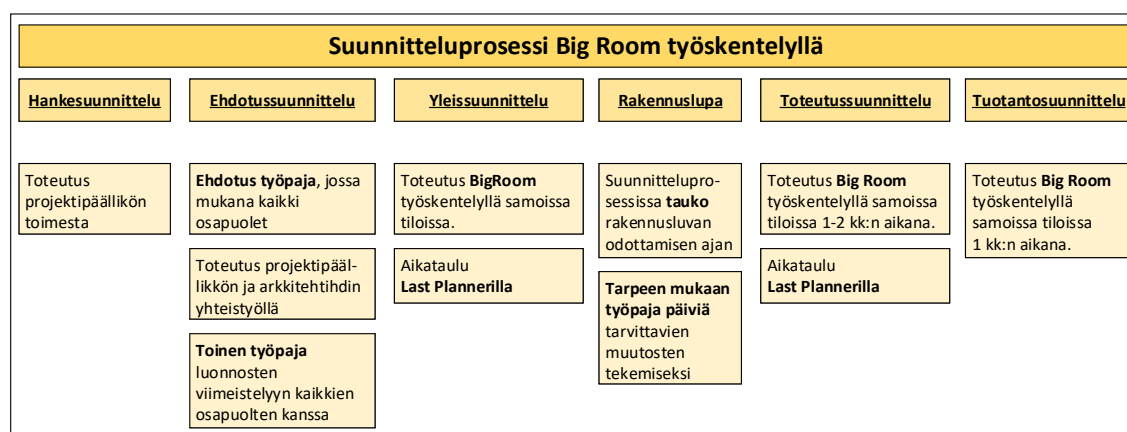 Suunnitteluprosessi Big Room työskentelyllä
Hankesuunnittelu
Ehdotussuunnittelu
Yleissuunnittelu
Rakennuslupa
Toteutussuunnittelu
Tuotantosuunnittelu
Toteutus
projektipäällikön
toimesta
Ehdotus työpaja, jossa
mukana kaikki
osapuolet
Toteutus projektipääl-
likkön ja arkkitehtihdin
yhteistyöllä
Toinen työpaja
luonnosten
viimeistelyyn kaikkien
osapuolten kanssa
Toteutus BigRoom
työskentelyllä samoissa
tiloissa.
Aikataulu
Last Plannerilla
Suunnittelupro-
sessissa tauko
rakennusluvan
odottamisen ajan
Tarpeen mukaan
työpaja päiviä
tarvittavien
muutosten
tekemiseksi
Toteutus Big Room
työskentelyllä samoissa
tiloissa 1-2 kk:n aikana.
Aikataulu
Last Plannerilla
Toteutus Big Room
työskentelyllä
samoissa tiloissa
1 kk:n aikana.